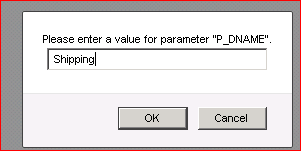 Please enter a value for parameter "P_DNAME".
Shipping
OK
Cancel